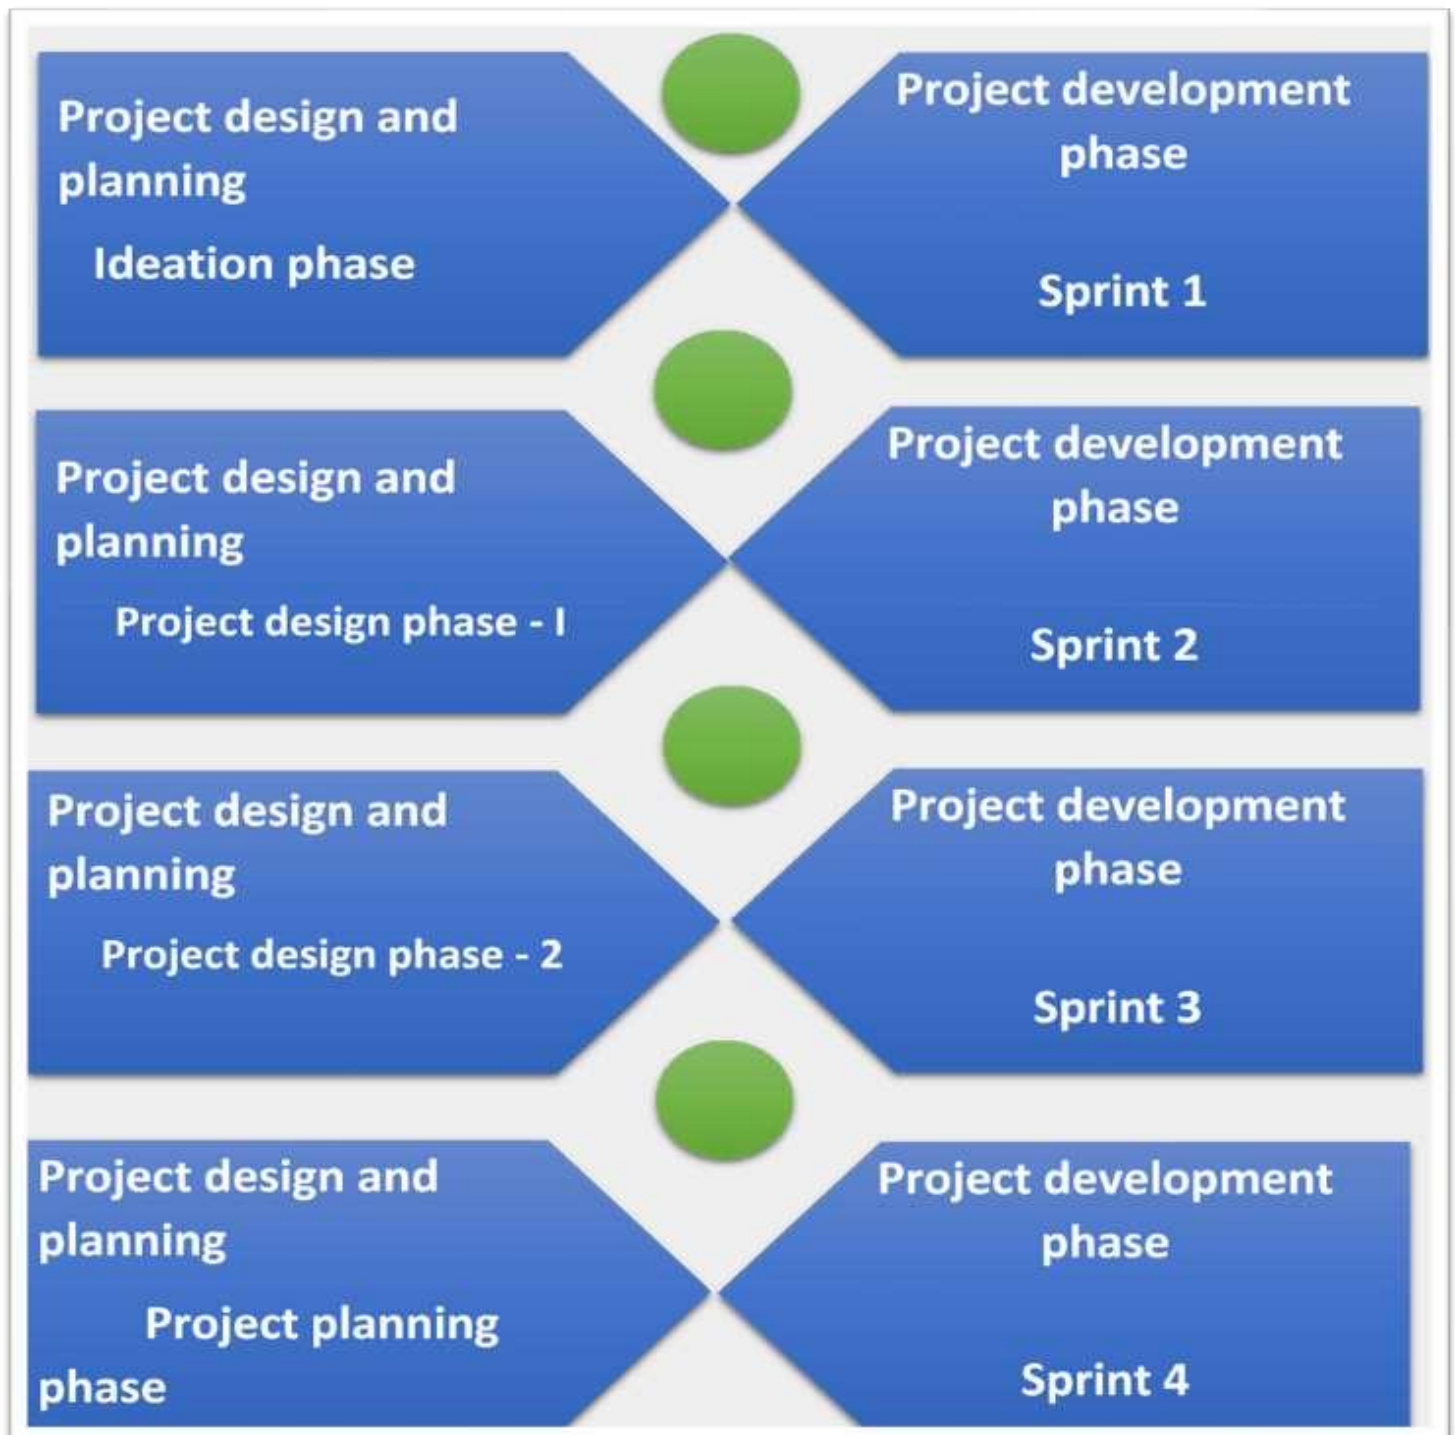 Project design and
planning
Ideation phase
Project development
phase
Sprint 1
Project design and
planning
Project design phase - I
Project development
phase
Sprint 2
Project design and
planning
Project design phase - 2
Project development
phase
Sprint 3
Project design and
planning
Project planning
phase
Project development
phase
Sprint 4